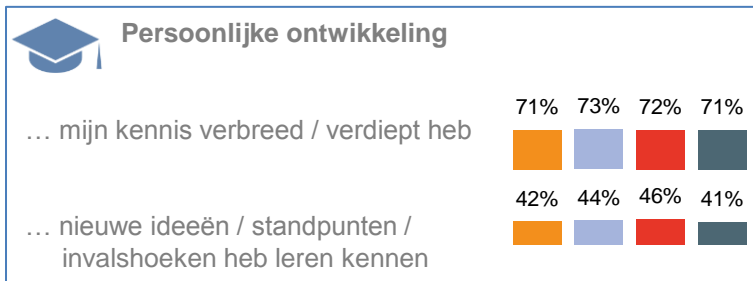 Persoonlijke ontwikkeling
71% 73% 72% 71%
… mijn kennis verbreed / verdiept heb
42% 44% 46% 41%
… nieuwe ideeën / standpunten /
invalshoeken heb leren kennen